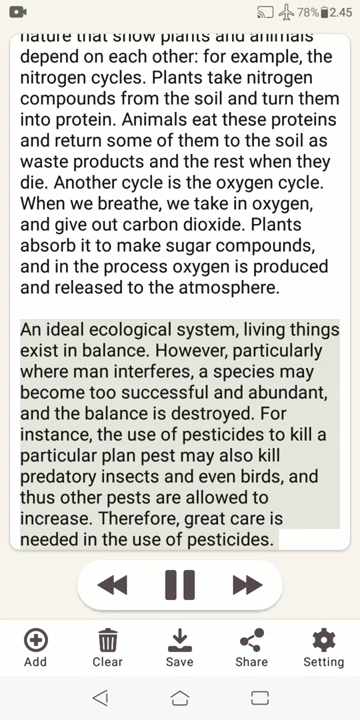 78% 2.45
nature that show plants and animals
depend on each other: for example, the
nitrogen cycles. Plants take nitrogen
compounds from the soil and turn them
into protein. Animals eat these proteins
and return some of them to the soil as
waste products and the rest when they
die. Another cycle is the oxygen cycle.
When we breathe, we take in oxygen,
and give out carbon dioxide. Plants
absorb it to make sugar compounds,
and in the process oxygen is produced
and released to the atmosphere.
An ideal ecological system, living things
exist in balance. However, particularly
where man interferes, a species may
become too successful and abundant,
and the balance is destroyed. For
instance, the use of pesticides to kill a
particular plan pest may also kill
predatory insects and even birds, and
thus other pests are allowed to
increase. Therefore, great care is
needed in the use of pesticides.
Add Clear Save Share Setting